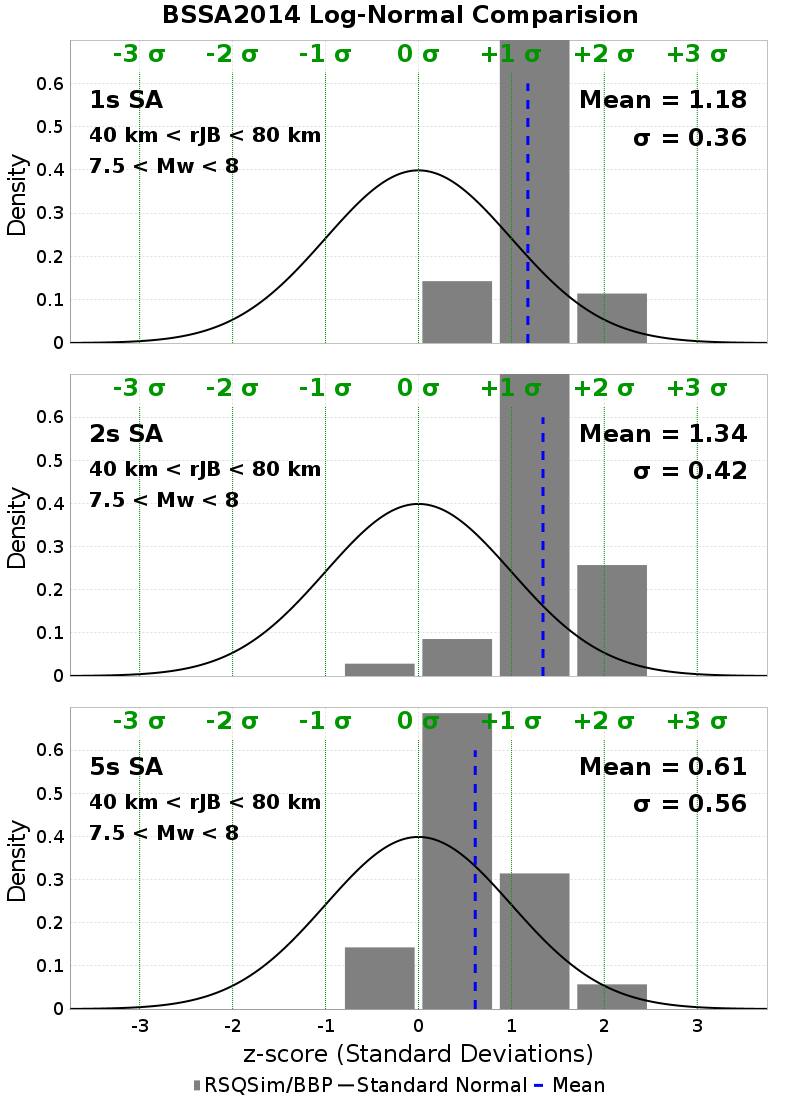 BSSA2014 Log-Normal Comparision
-3 σ -2 σ -1 σ 0 σ +1 σ +2 σ +3 σ
1s SA
40 km < rJB < 80 km
7.5 < Mw < 8
Mean = 1.18
σ = 0.36
Density
0.6
0.5
0.4
0.3
0.2
0.1
0
-3 σ -2 σ -1 σ 0 σ +1 σ +2 σ +3 σ
2s SA
40 km < rJB < 80 km
7.5 < Mw < 8
Mean = 1.34
σ = 0.42
Density
0.6
0.5
0.4
0.3
0.2
0.1
0
-3 σ -2 σ -1 σ 0 σ +1 σ +2 σ +3 σ
5s SA
40 km < rJB < 80 km
7.5 < Mw < 8
Mean = 0.61
σ = 0.56
Density
0.6
0.5
0.4
0.3
0.2
0.1
0
-3 -2 -1 0 1 2 3
z-score (Standard Deviations)
RSQSim/BBP Standard Normal Mean